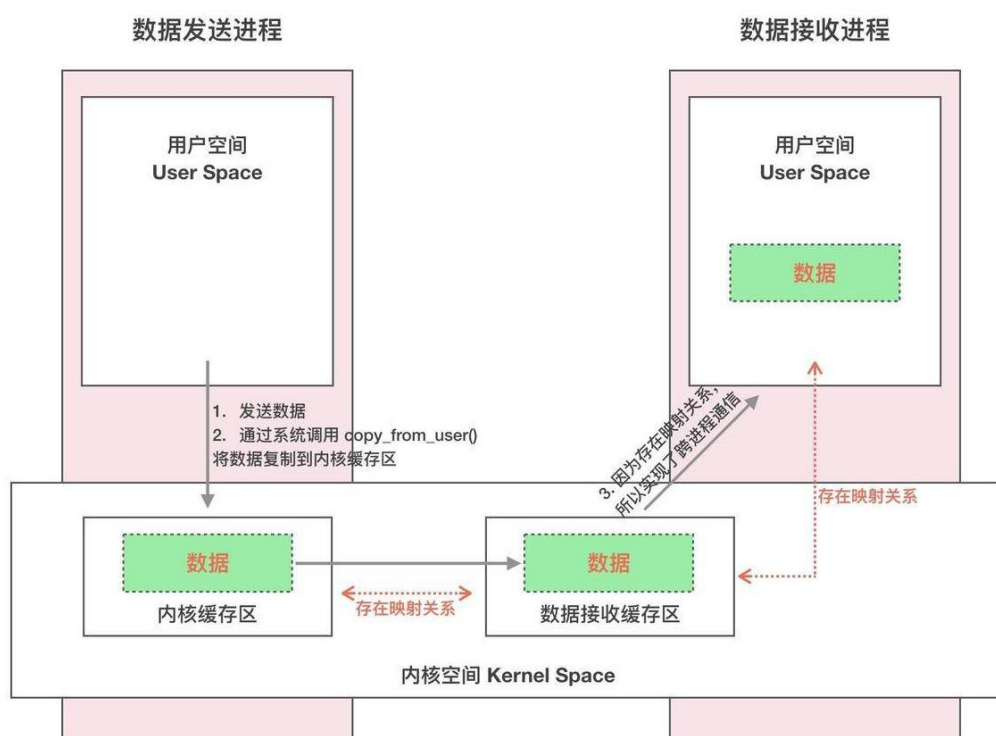 数据发送进程
数据接收进程
用户空间
User Space
用户空间
User Space
数据
1. 发送数据
2. 通过系统调用 copy_from_user()
将数据复制到内核缓存区
3. 因为存在映射关系，
所以实现了跨进程通信
存在映射关系
数据
内核缓存区
存在映射关系
数据
数据接收缓存区
内核空间 Kernel Space